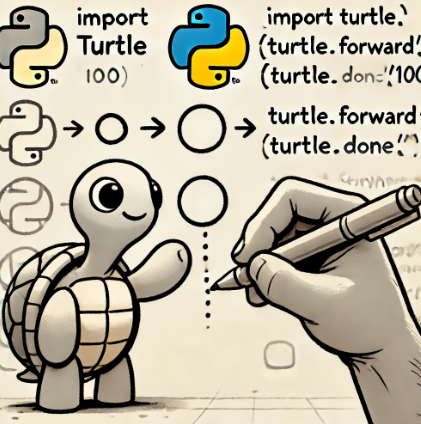 import
Turtle
100)
import turtle.'
(turtle.forward'
(turtle. done'/100
turtle.forward
(turtle.done''')